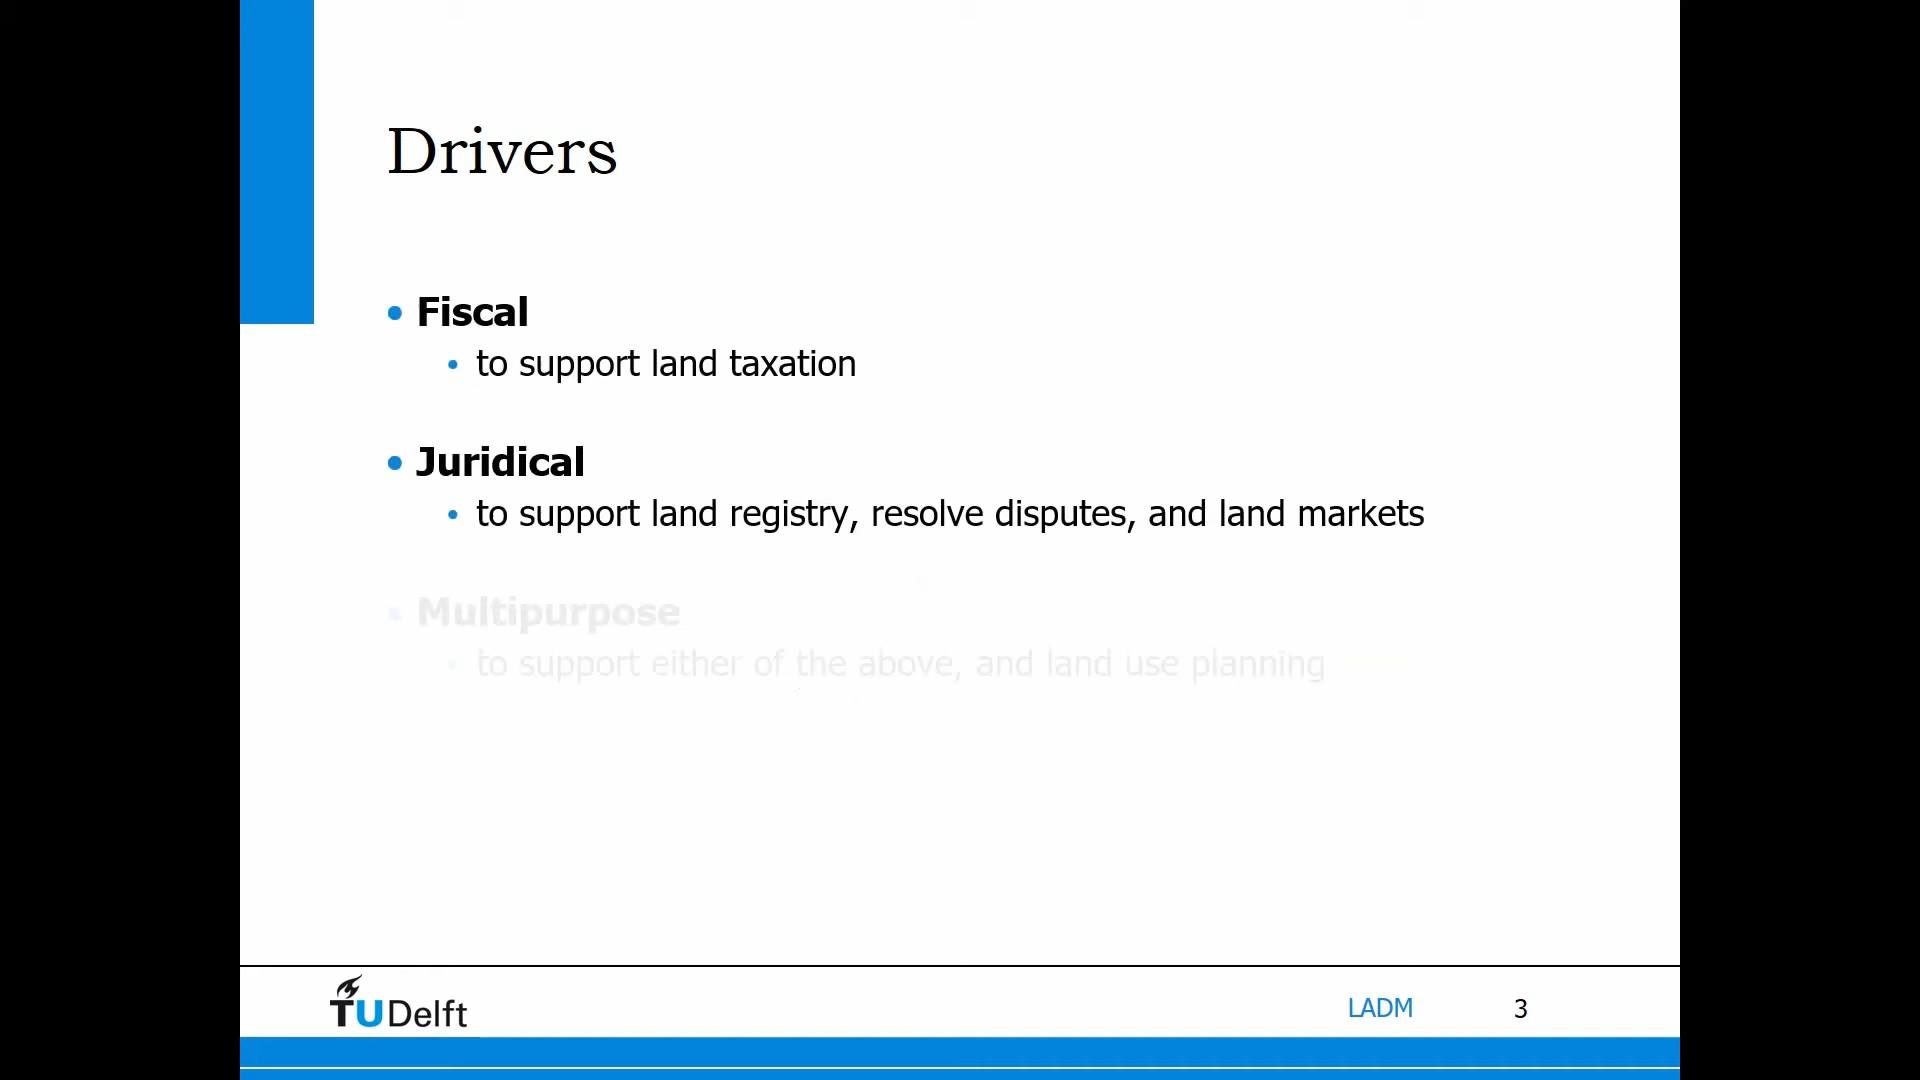 Drivers
• Fiscal
• to support land taxation
• Juridical
• to support land registry, resolve disputes, and land markets
• Multipurpose
• to support either of the above, and land use planning
TUDelft
LADM
3